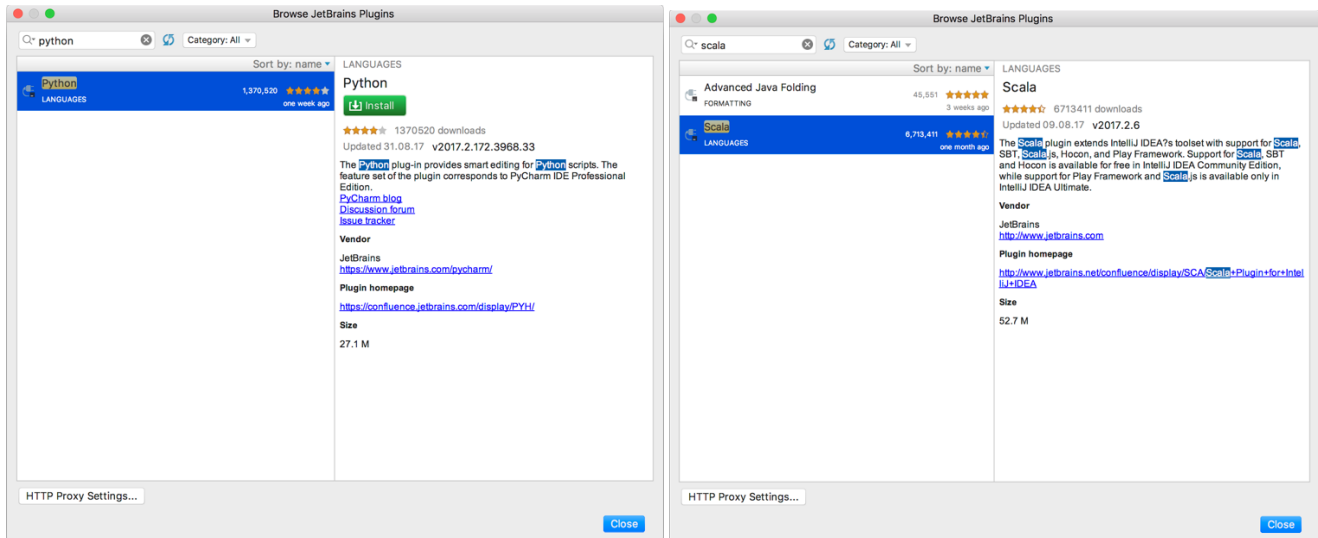 Browse JetBrains Plugins
python
Category: All
Sort by: name
Python
LANGUAGES
1,370,520
one week ago
LANGUAGES
Python
Install
1370520 downloads
Updated 31.08.17 v2017.2.172.3968.33
The Python plug-in provides smart editing for Python scripts. The
feature set of the plugin corresponds to PyCharm IDE Professional
Edition.
PyCharm blog
Discussion forum
Issue tracker
Vendor
JetBrains
https://www.jetbrains.com/pycharm/
Plugin homepage
https://confluence.jetbrains.com/display/PYH/
Size
27.1 M
HTTP Proxy Settings...
Close
Browse JetBrains Plugins
scala
Category: All
Sort by: name
Advanced Java Folding
FORMATTING
45,551
3 weeks ago
Scala
LANGUAGES
6,713,411
one month ago
LANGUAGES
Scala
6713411 downloads
Updated 09.08.17 v2017.2.6
The Scala plugin extends IntelliJ IDEA?s toolset with support for Scala,
SBT, Scala.js, Hocon, and Play Framework. Support for Scala, SBT
and Hocon is available for free in IntelliJ IDEA Community Edition,
while support for Play Framework and Scala.js is available only in
IntelliJ IDEA Ultimate.
Vendor
JetBrains
http://www.jetbrains.com
Plugin homepage
http://www.jetbrains.net/confluence/display/SCA/Scala+Plugin+for+Intel
liJ+IDEA
Size
52.7 M
HTTP Proxy Settings...
Close